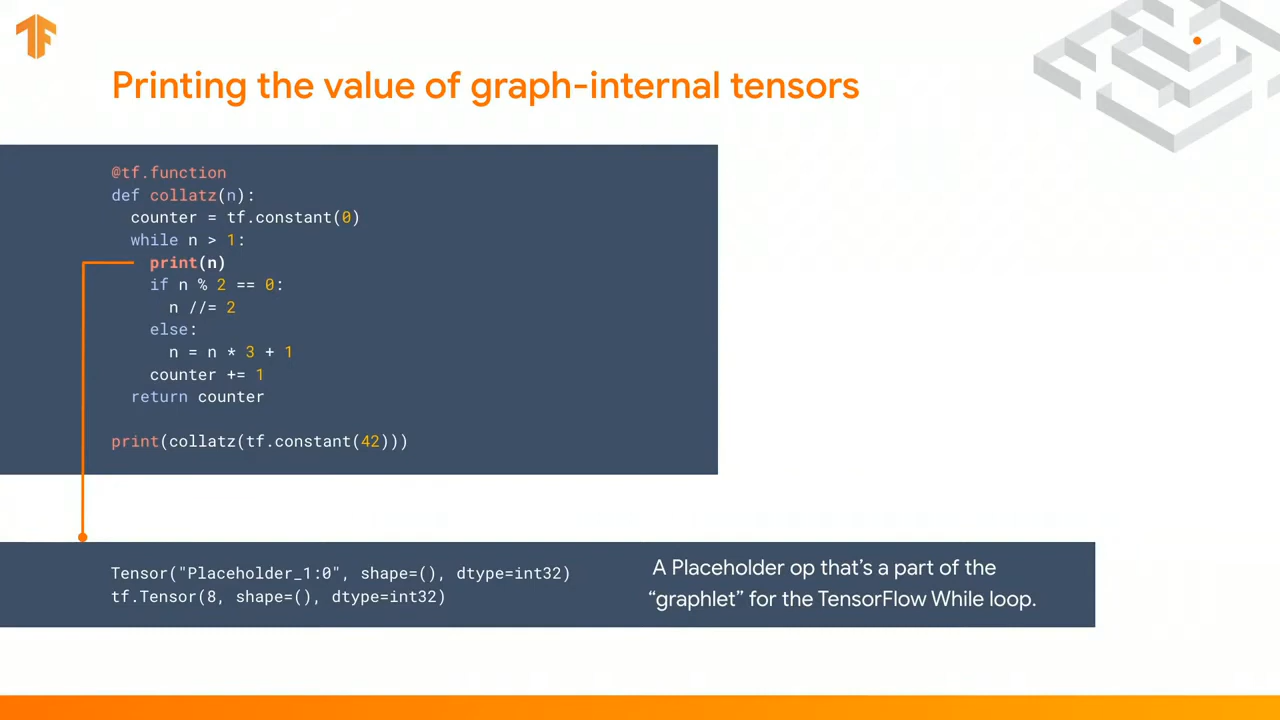 Printing the value of graph-internal tensors
@tf.function
def collatz(n):
  counter = tf.constant(0)
  while n > 1:
    print(n)
    if n % 2 == 0:
      n //= 2
    else:
      n = n * 3 + 1
    counter += 1
  return counter
print(collatz(tf.constant(42)))
Tensor("Placeholder_1:0", shape=(), dtype=int32)
tf.Tensor(8, shape=(), dtype=int32)
A Placeholder op that's a part of the
“graphlet” for the TensorFlow While loop.